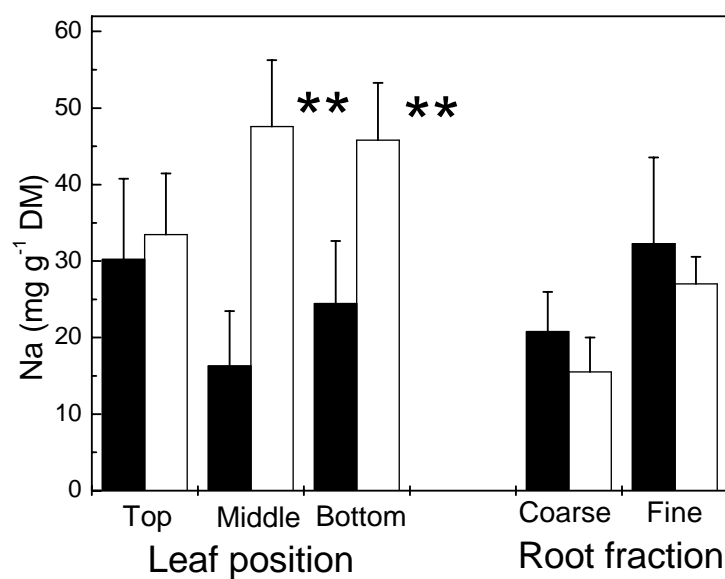 60
50
40
30
20
10
0
Na (mg g⁻¹ DM)
** **
Top Middle Bottom Coarse Fine
Leaf position Root fraction